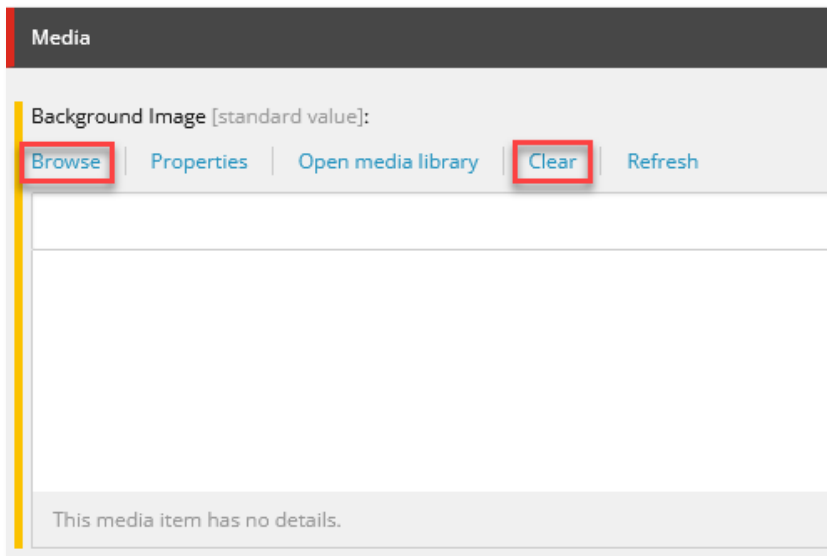 Media
Background Image [standard value]:
Browse Properties Open media library Clear Refresh
This media item has no details.